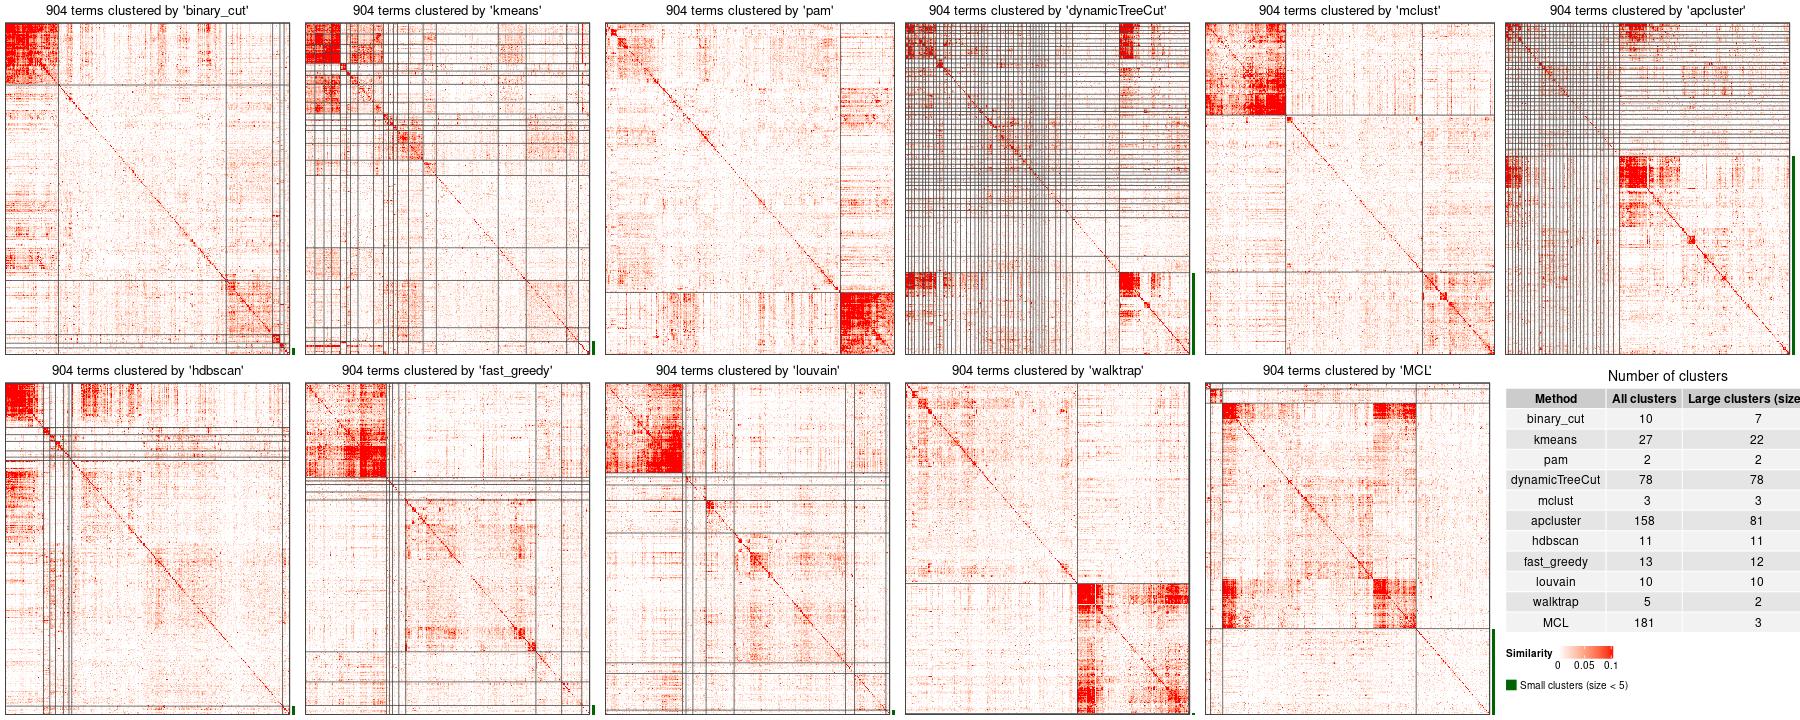 904 terms clustered by 'binary_cut'
904 terms clustered by 'kmeans'
904 terms clustered by 'pam'
904 terms clustered by 'dynamicTreeCut'
904 terms clustered by 'mclust'
904 terms clustered by 'apcluster'
904 terms clustered by 'hdbscan'
904 terms clustered by 'fast_greedy'
904 terms clustered by 'louvain'
904 terms clustered by 'walktrap'
904 terms clustered by 'MCL'
Number of clusters
Method All clusters Large clusters (size
binary_cut 10 7
kmeans 27 22
pam 2 2
dynamicTreeCut 78 78
mclust 3 3
apcluster 158 81
hdbscan 11 11
fast_greedy 13 12
louvain 10 10
walktrap 5 2
MCL 181 3
Similarity
0 0.05 0.1
Small clusters (size < 5)